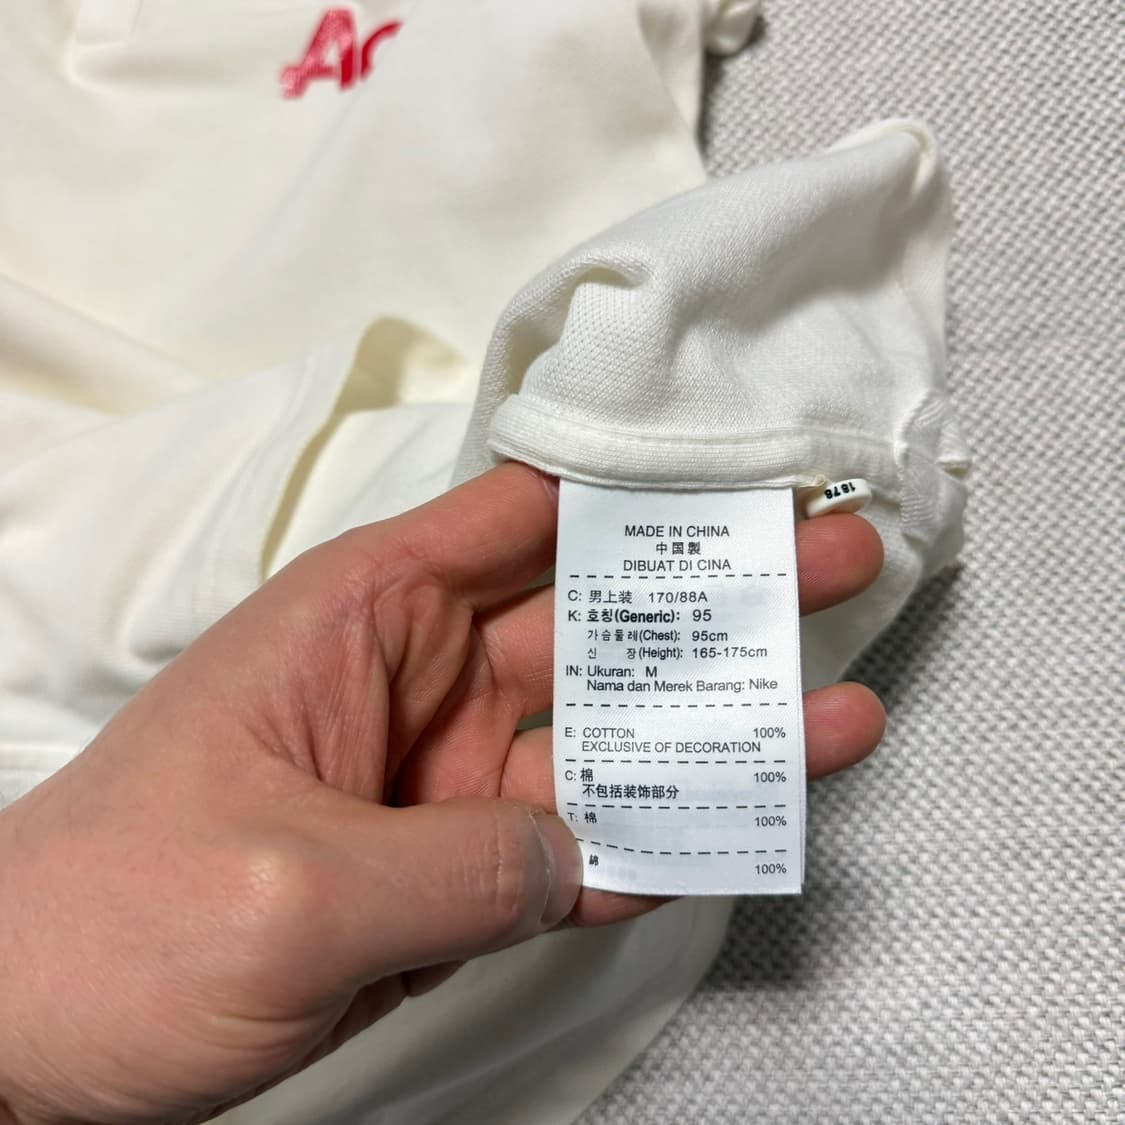 Ar
1878
MADE IN CHINA
中国製
DIBUAT DI CINA
C: 男上装 170/88A
K: 호칭(Generic): 95
가슴둘레(Chest): 95cm
신 장(Height): 165-175cm
IN: Ukuran: M
Nama dan Merek Barang: Nike
E: COTTON 100%
EXCLUSIVE OF DECORATION
C: 棉 100%
不包括装饰部分
T: 棉 100%
綿 100%